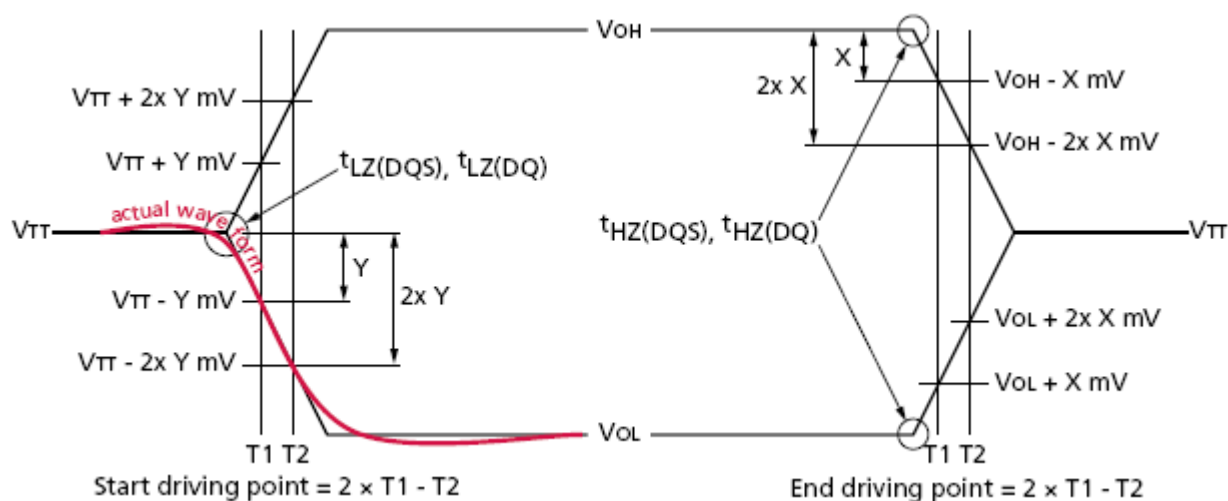 VOH
X
2x X
VOH - X mV
VOH - 2x X mV
VTT + 2x Y mV
VTT + Y mV
tLZ(DQS), tLZ(DQ)
actual wave form
VTT
tHZ(DQS), tHZ(DQ)
VTT
Y
2x Y
VTT - Y mV
VTT - 2x Y mV
VOL + 2x X mV
VOL + X mV
VOL
T1 T2
T1 T2
Start driving point = 2 × T1 - T2
End driving point = 2 × T1 - T2